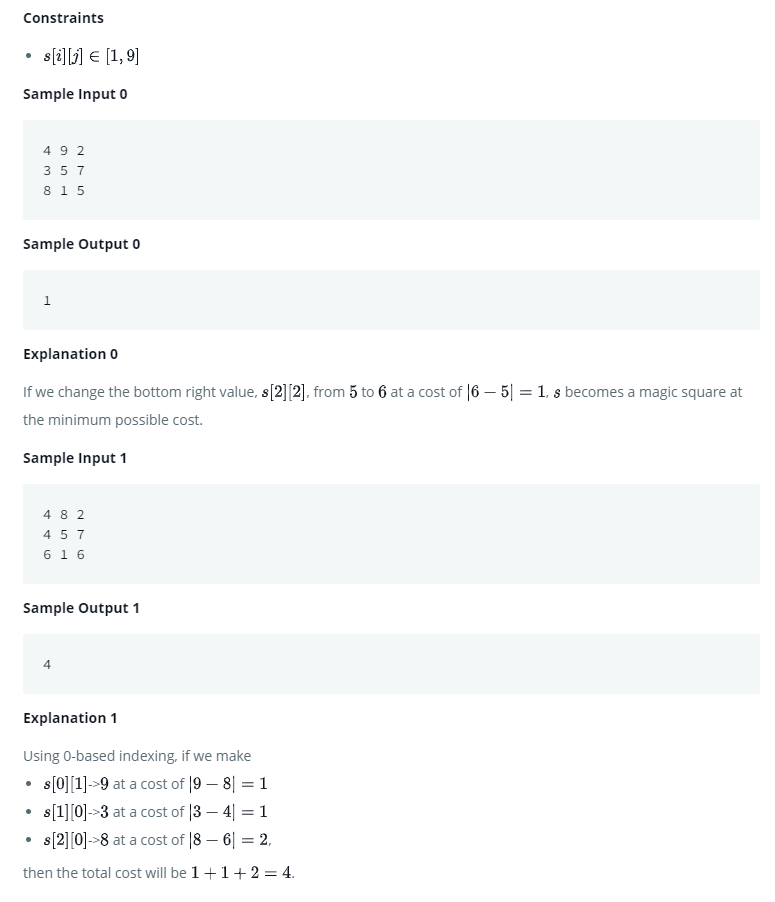 Constraints
• s[i][j] ∈ [1, 9]
Sample Input 0
4 9 2
3 5 7
8 1 5
Sample Output 0
1
Explanation 0
If we change the bottom right value, s[2][2], from 5 to 6 at a cost of |6 − 5| = 1, s becomes a magic square at
the minimum possible cost.
Sample Input 1
4 8 2
4 5 7
6 1 6
Sample Output 1
4
Explanation 1
Using 0-based indexing, if we make
• s[0][1]->9 at a cost of |9 − 8| = 1
• s[1][0]->3 at a cost of |3 − 4| = 1
• s[2][0]->8 at a cost of |8 − 6| = 2,
then the total cost will be 1 + 1 + 2 = 4.